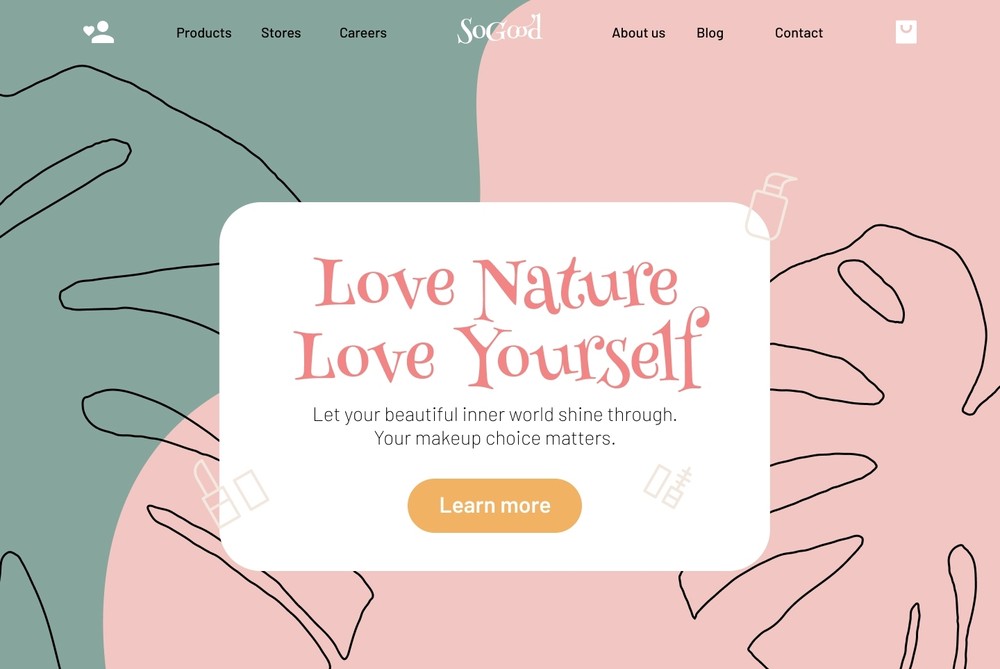 Products Stores Careers SoGood About us Blog Contact
Love Nature
Love Yourself
Let your beautiful inner world shine through.
Your makeup choice matters.
Learn more